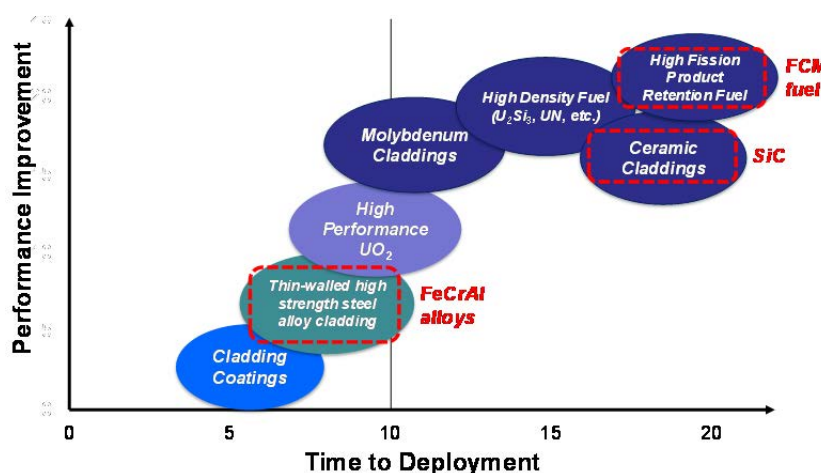 Performance Improvement
High Fission
Product
Retention Fuel
FCM
fuel
High Density Fuel
(U₂Si₃, UN, etc.)
Molybdenum
Claddings
Ceramic
Claddings
SiC
High
Performance
UO₂
Thin-walled high
strength steel
alloy cladding
FeCrAl
alloys
Cladding
Coatings
0
5
10
15
20
Time to Deployment